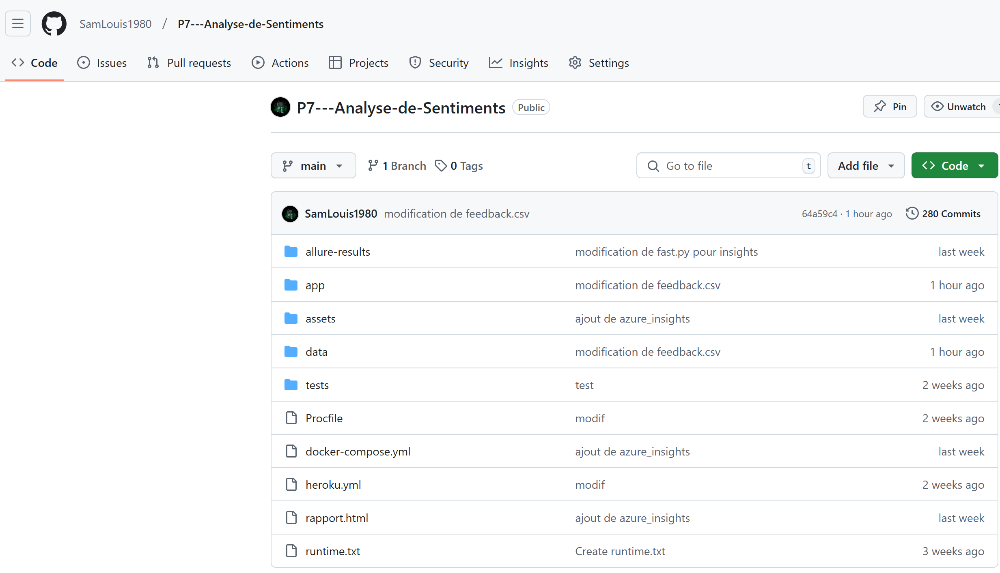 SamLouis1980 / P7---Analyse-de-Sentiments
Code Issues Pull requests Actions Projects Security Insights Settings
P7---Analyse-de-Sentiments Public Pin Unwatch
main 1 Branch 0 Tags Go to file t Add file Code
SamLouis1980 modification de feedback.csv 64a59c4 · 1 hour ago 280 Commits
allure-results modification de fast.py pour insights last week
app modification de feedback.csv 1 hour ago
assets ajout de azure_insights last week
data modification de feedback.csv 1 hour ago
tests test 2 weeks ago
Procfile modif 2 weeks ago
docker-compose.yml ajout de azure_insights last week
heroku.yml modif 2 weeks ago
rapport.html ajout de azure_insights last week
runtime.txt Create runtime.txt 3 weeks ago